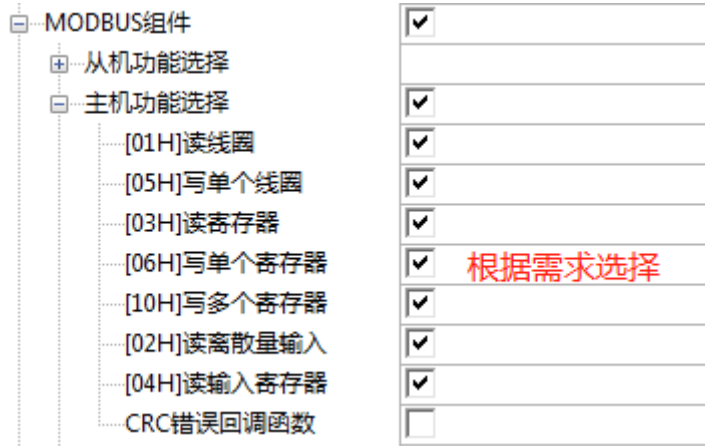 MODBUS组件
从机功能选择
主机功能选择
[01H]读线圈
[05H]写单个线圈
[03H]读寄存器
[06H]写单个寄存器 根据需求选择
[10H]写多个寄存器
[02H]读离散量输入
[04H]读输入寄存器
CRC错误回调函数